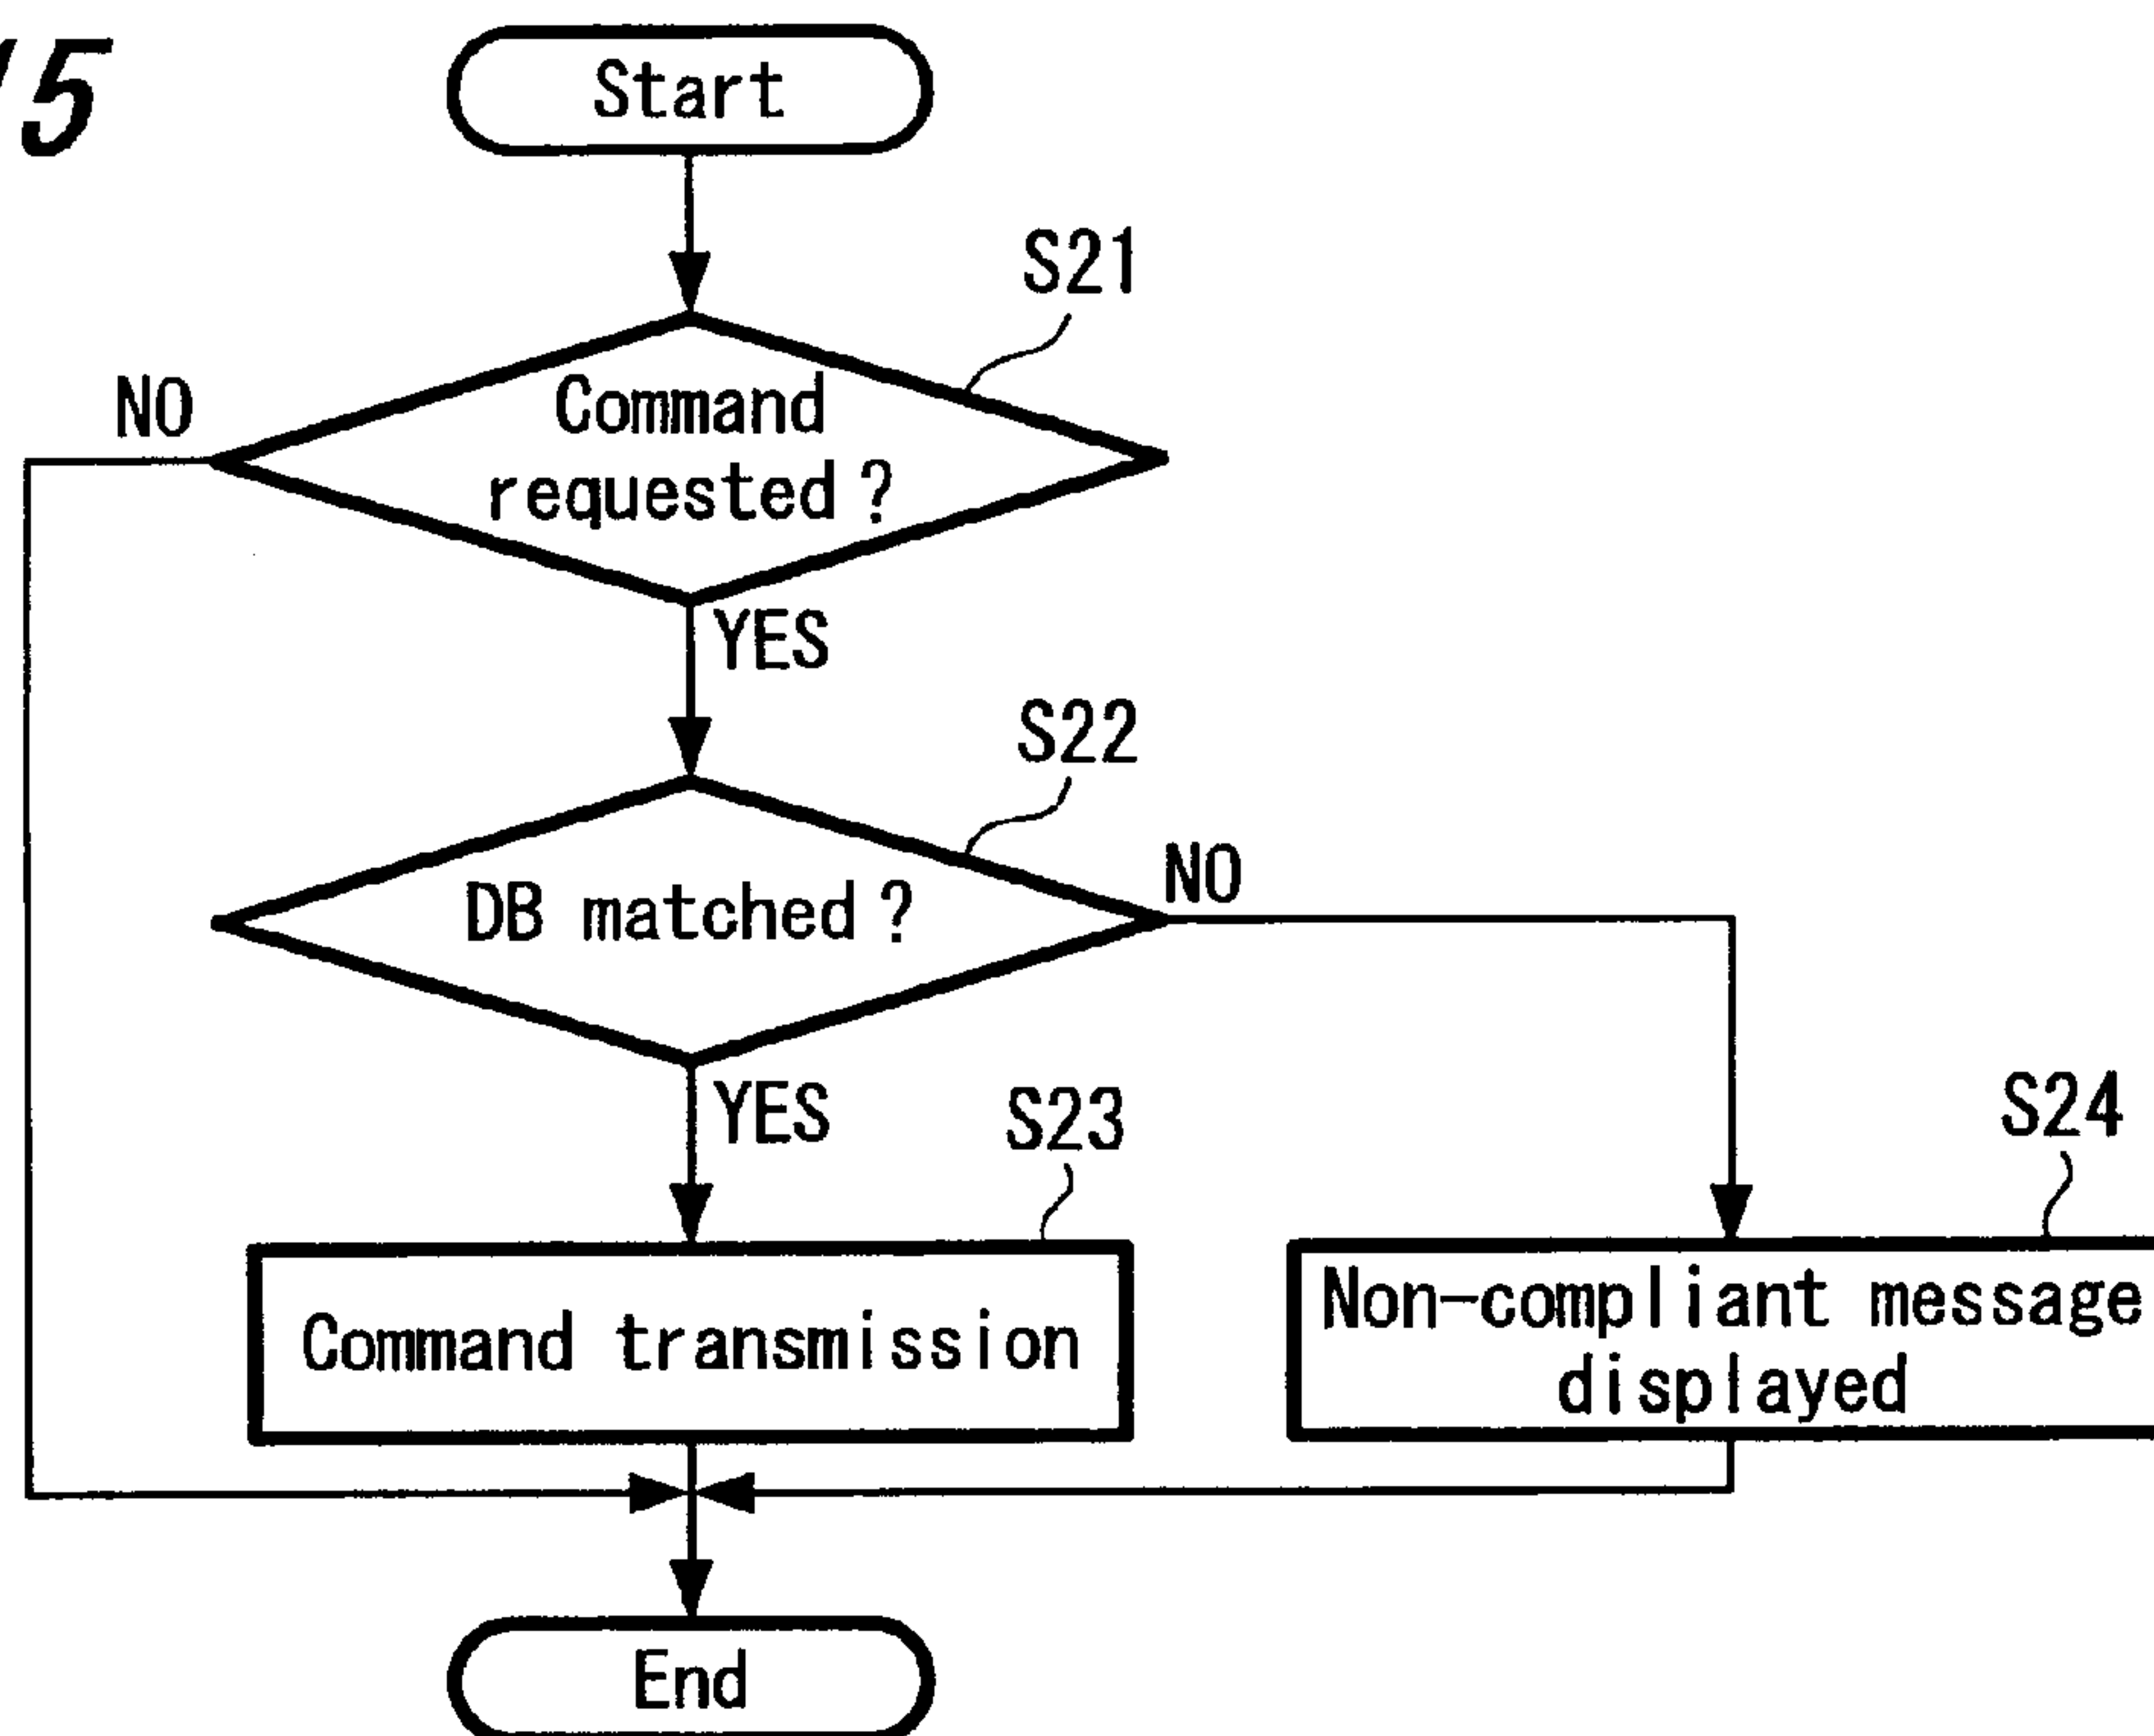 5
Start
S21
NO
Command
requested ?
YES
S22
NO
DB matched ?
YES
S23
S24
Command transmission
Non-compliant message
displayed
End